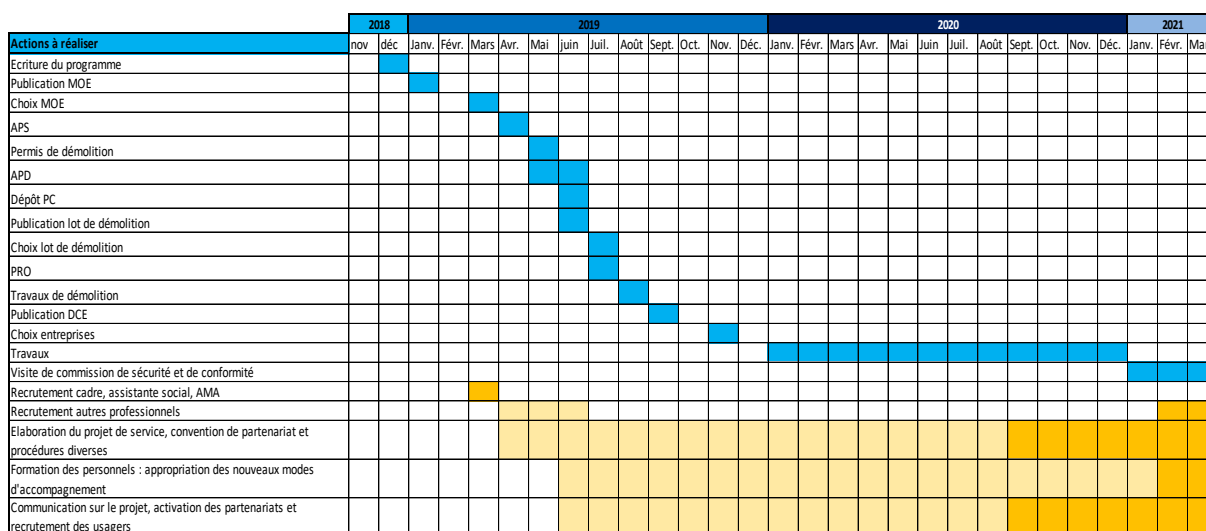 2018 2019 2020 2021
Actions à réaliser nov déc Janv. Févr. Mars Avr. Mai juin Juil. Août Sept. Oct. Nov. Déc. Janv. Févr. Mars Avr. Mai Juin Juil. Août Sept. Oct. Nov. Déc. Janv. Févr. Mar
Ecriture du programme
Publication MOE
Choix MOE
APS
Permis de démolition
APD
Dépôt PC
Publication lot de démolition
Choix lot de démolition
PRO
Travaux de démolition
Publication DCE
Choix entreprises
Travaux
Visite de commission de sécurité et de conformité
Recrutement cadre, assistante social, AMA
Recrutement autres professionnels
Elaboration du projet de service, convention de partenariat et
procédures diverses
Formation des personnels : appropriation des nouveaux modes
d'accompagnement
Communication sur le projet, activation des partenariats et
recrutement des usagers